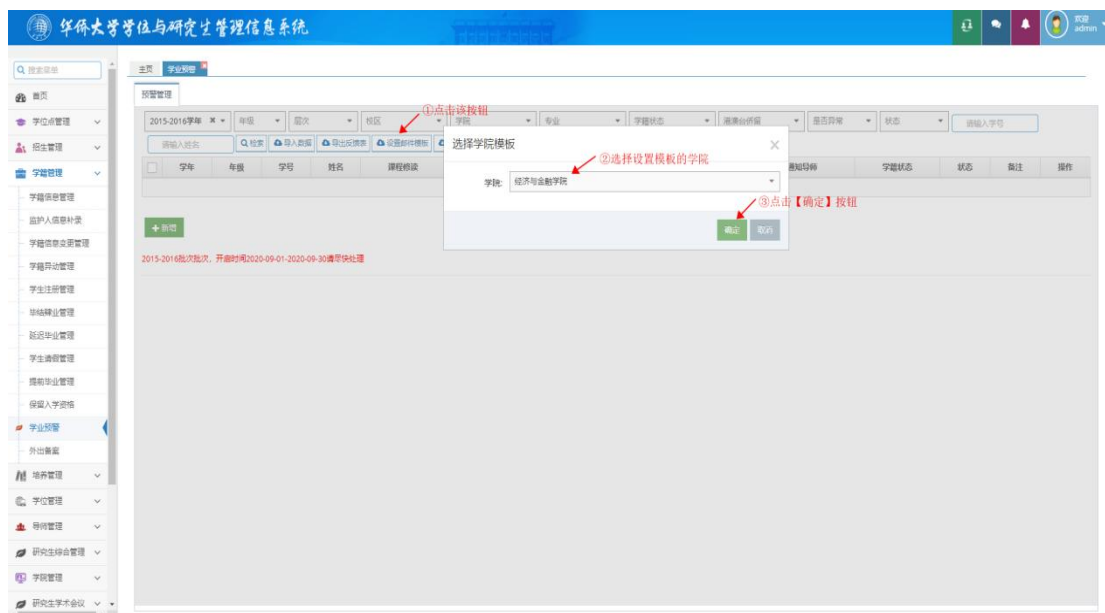 华侨大学学位与研究生管理信息系统
欢迎
admin
搜索菜单
主页 学业预警
首页
学位点管理
招生管理
学籍管理
学籍信息管理
监护人信息补录
学籍信息变更管理
学籍异动管理
学生注册管理
毕结肄业管理
延迟毕业管理
学生请假管理
提前毕业管理
保留入学资格
学业预警
外出备案
培养管理
学位管理
导师管理
研究生综合管理
学院管理
研究生学术会议
预警管理
①点击该按钮
2015-2016学年 年级 层次 校区 学院 专业 学籍状态 港澳台侨留 是否异常 状态 请输入学号
请输入姓名 检索 导入数据 导出反馈表 设置邮件模板
学年 年级 学号 姓名 课程修读 通知导师 学籍状态 状态 备注 操作
选择学院模板
②选择设置模板的学院
学院: 经济与金融学院
③点击【确定】按钮
确定 取消
+新增
2015-2016批次批次，开启时间2020-09-01-2020-09-30请尽快处理